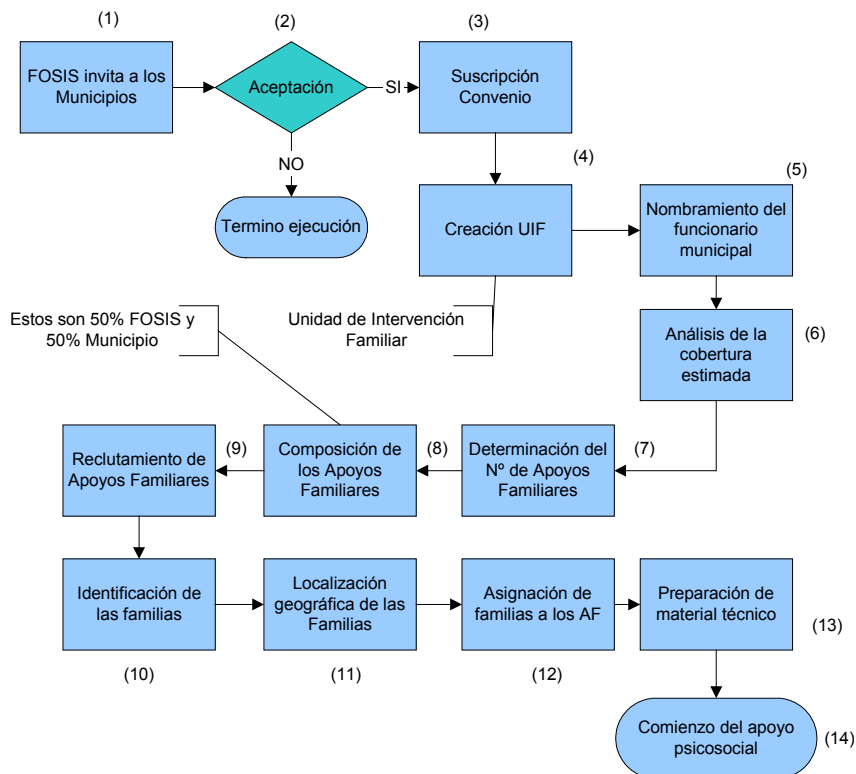 (1)
(2)
(3)
FOSIS invita a los
Municipios
Aceptación
SI
Suscripción
Convenio
NO
(4)
(5)
Termino ejecución
Creación UIF
Nombramiento del
funcionario
municipal
Estos son 50% FOSIS y
50% Municipio
Unidad de Intervención
Familiar
Análisis de la
cobertura
estimada
(6)
Reclutamiento de
Apoyos Familiares
(9)
Composición de
los Apoyos
Familiares
(8)
Determinación del
Nº de Apoyos
Familiares
(7)
Identificación de
las familias
Localización
geográfica de las
Familias
Asignación de
familias a los AF
Preparación de
material técnico
(13)
(10)
(11)
(12)
Comienzo del apoyo
psicosocial
(14)